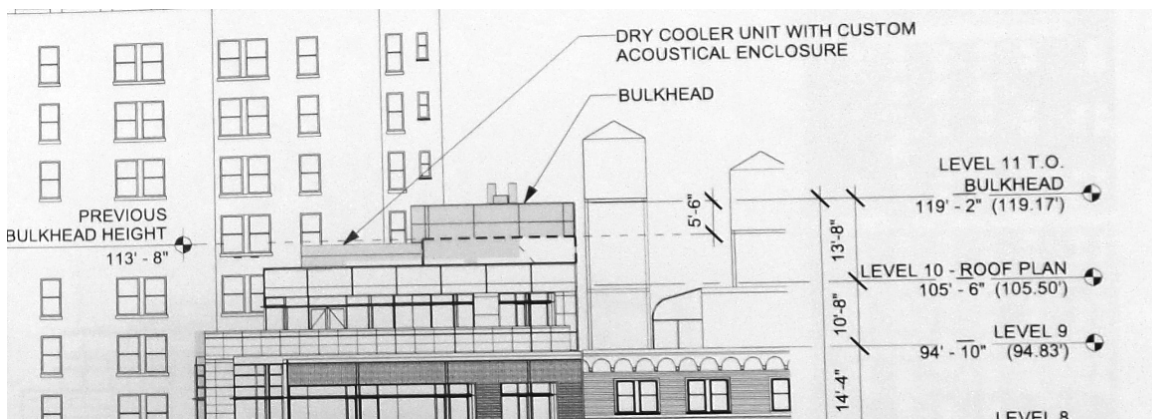 DRY COOLER UNIT WITH CUSTOM
ACOUSTICAL ENCLOSURE
BULKHEAD
PREVIOUS
BULKHEAD HEIGHT
113' - 8"
5'-6"
13'-8"
10'-8"
14'-4"
LEVEL 11 T.O.
BULKHEAD
119' - 2" (119.17')
LEVEL 10 - ROOF PLAN
105' - 6" (105.50')
LEVEL 9
94' - 10" (94.83')
LEVEL 8